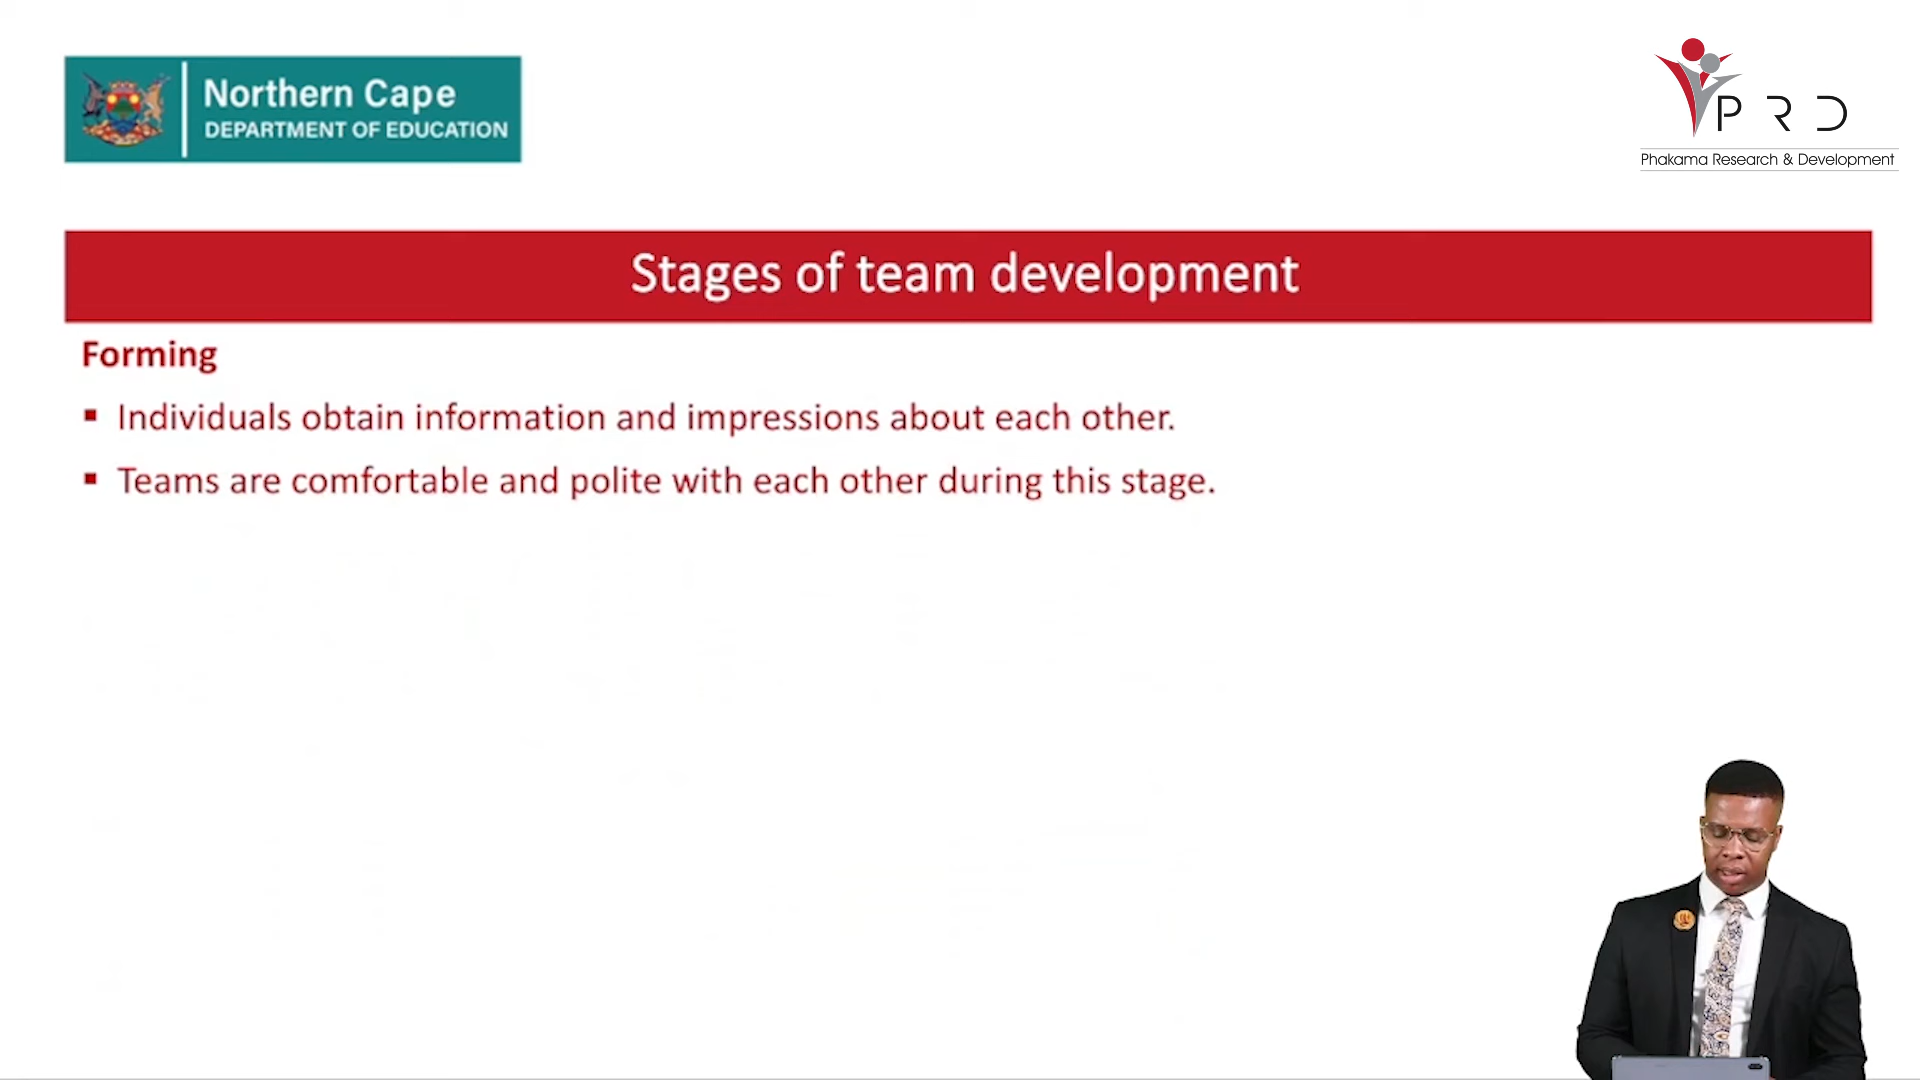 Northern Cape
DEPARTMENT OF EDUCATION
P R D
Phakama Research & Development
Stages of team development
Forming
▪ Individuals obtain information and impressions about each other.
▪ Teams are comfortable and polite with each other during this stage.